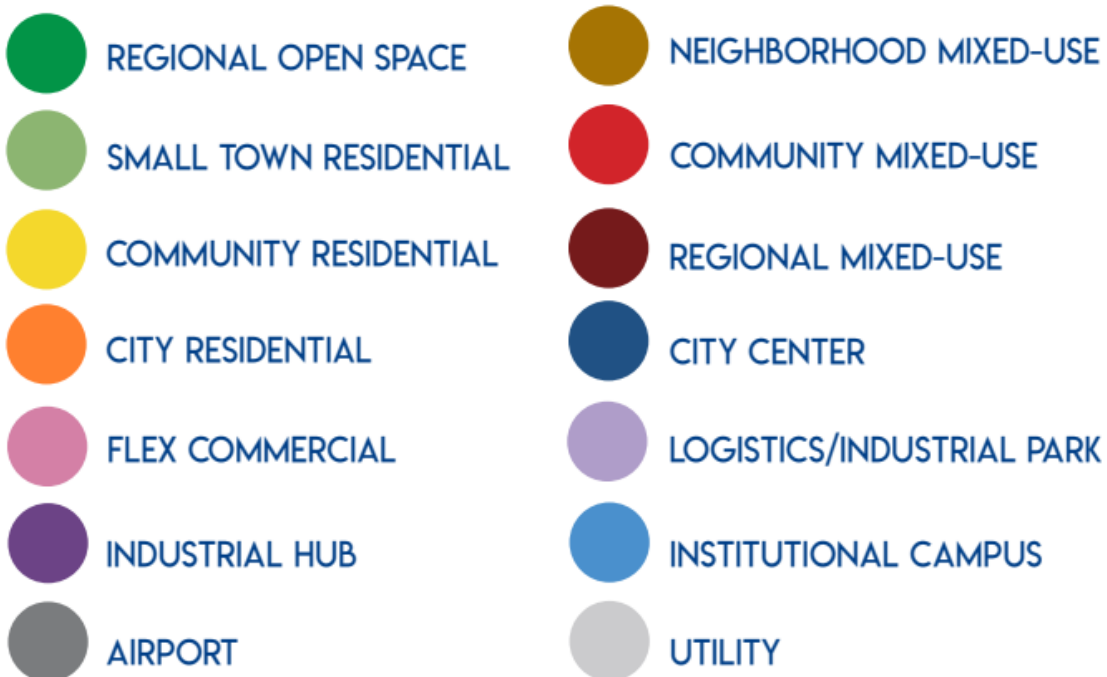 REGIONAL OPEN SPACE
SMALL TOWN RESIDENTIAL
COMMUNITY RESIDENTIAL
CITY RESIDENTIAL
FLEX COMMERCIAL
INDUSTRIAL HUB
AIRPORT
NEIGHBORHOOD MIXED-USE
COMMUNITY MIXED-USE
REGIONAL MIXED-USE
CITY CENTER
LOGISTICS/INDUSTRIAL PARK
INSTITUTIONAL CAMPUS
UTILITY